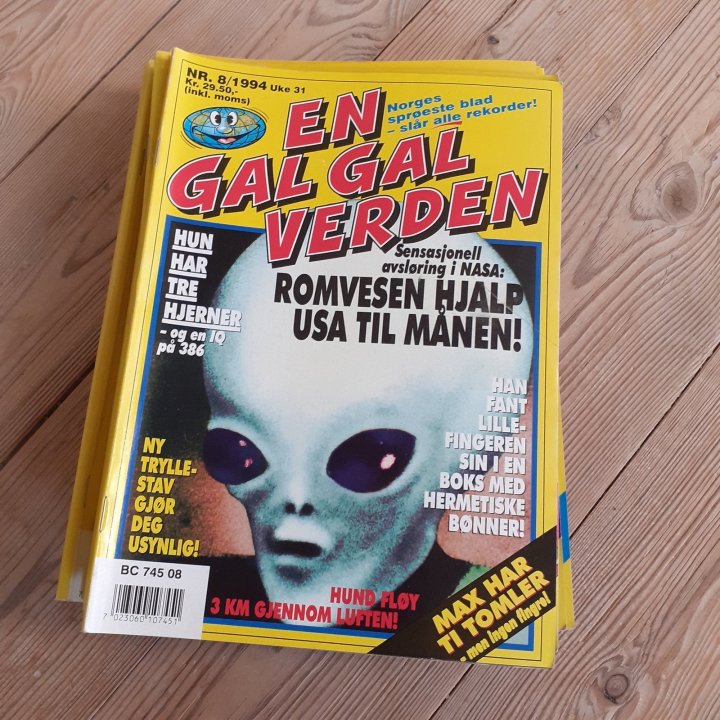 NR. 8/1994 Uke 31
Kr. 29.50,-
(inkl. moms)
Norges
sprøeste blad
- slår alle rekorder!
EN
GAL GAL
VERDEN
Sensasjonell
avsløring i NASA:
ROMVESEN HJALP
USA TIL MÅNEN!
HUN
HAR
TRE
HJERNER
- og en IQ
på 386
HAN
FANT
LILLE-
FINGEREN
SIN I EN
BOKS MED
HERMETISKE
BØNNER!
NY
TRYLLE-
STAV
GJØR
DEG
USYNLIG!
HUND FLØY
3 KM GJENNOM LUFTEN!
MAX HAR
TI TOMLER
- men ingen fingre!
BC 745 08
7 023060 107451